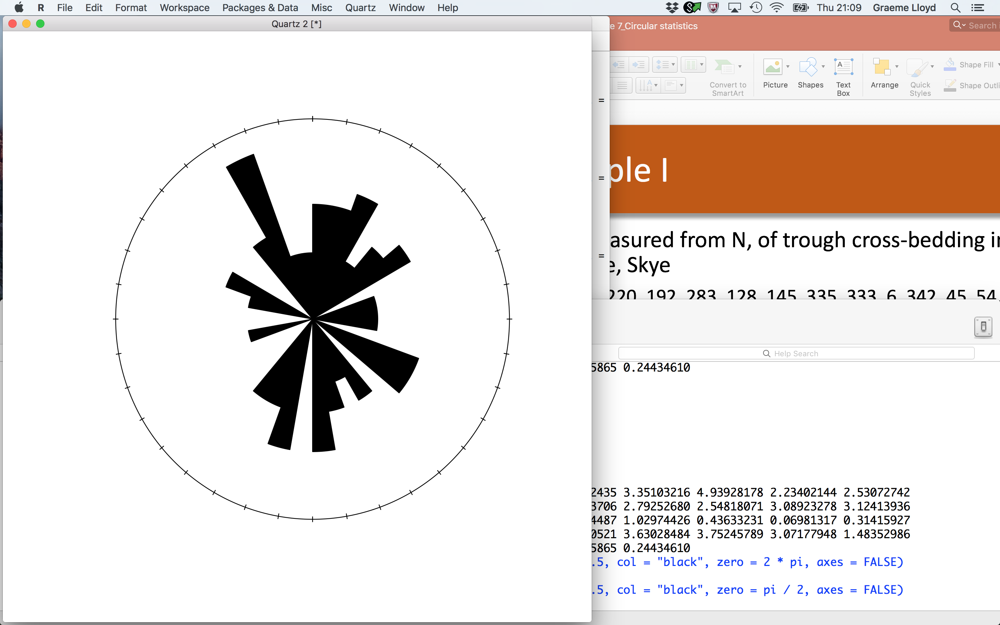 R File Edit Format Workspace Packages & Data Misc Quartz Window Help Thu 21:09 Graeme Lloyd
Quartz 2 [*]
e 7_Circular statistics
Search
Convert to
SmartArt
Picture
Shapes
Text
Box
Arrange
Quick
Styles
Shape Fill
Shape Outli
=
=
=
ple I
asured from N, of trough cross-bedding in
e, Skye
220 192 283 128 145 335 333 6 342 45 54
Help Search
5865 0.24434610
2435 3.35103216 4.93928178 2.23402144 2.53072742
3706 2.79252680 2.54818071 3.08923278 3.12413936
4487 1.02974426 0.43633231 0.06981317 0.31415927
0521 3.63028484 3.75245789 3.07177948 1.48352986
5865 0.24434610
.5, col = "black", zero = 2 * pi, axes = FALSE)
.5, col = "black", zero = pi / 2, axes = FALSE)